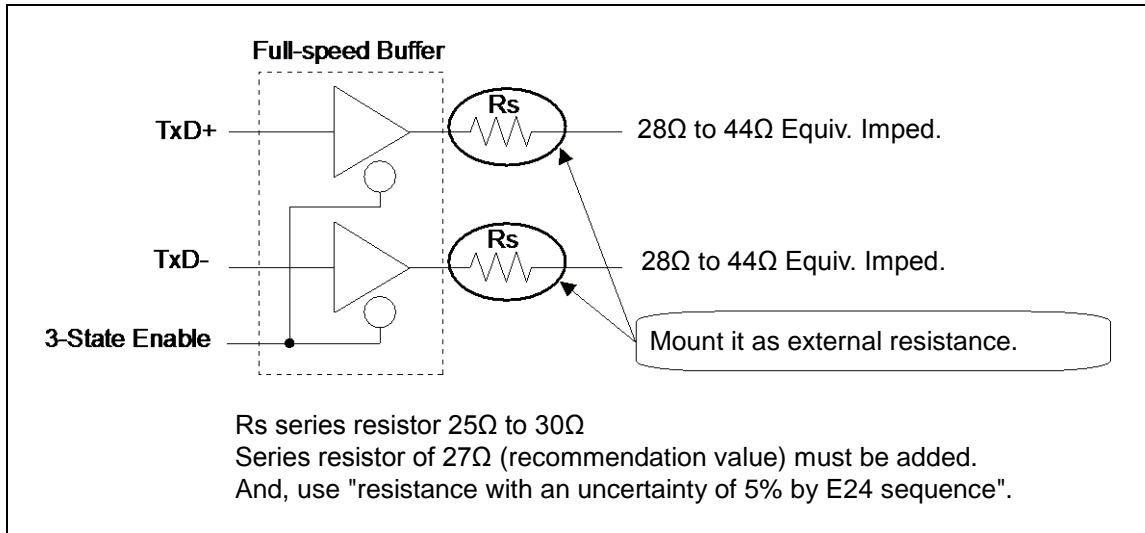 Full-speed Buffer
TxD+
Rs
28Ω to 44Ω Equiv. Imped.
TxD-
Rs
28Ω to 44Ω Equiv. Imped.
3-State Enable
Mount it as external resistance.
Rs series resistor 25Ω to 30Ω
Series resistor of 27Ω (recommendation value) must be added.
And, use "resistance with an uncertainty of 5% by E24 sequence".